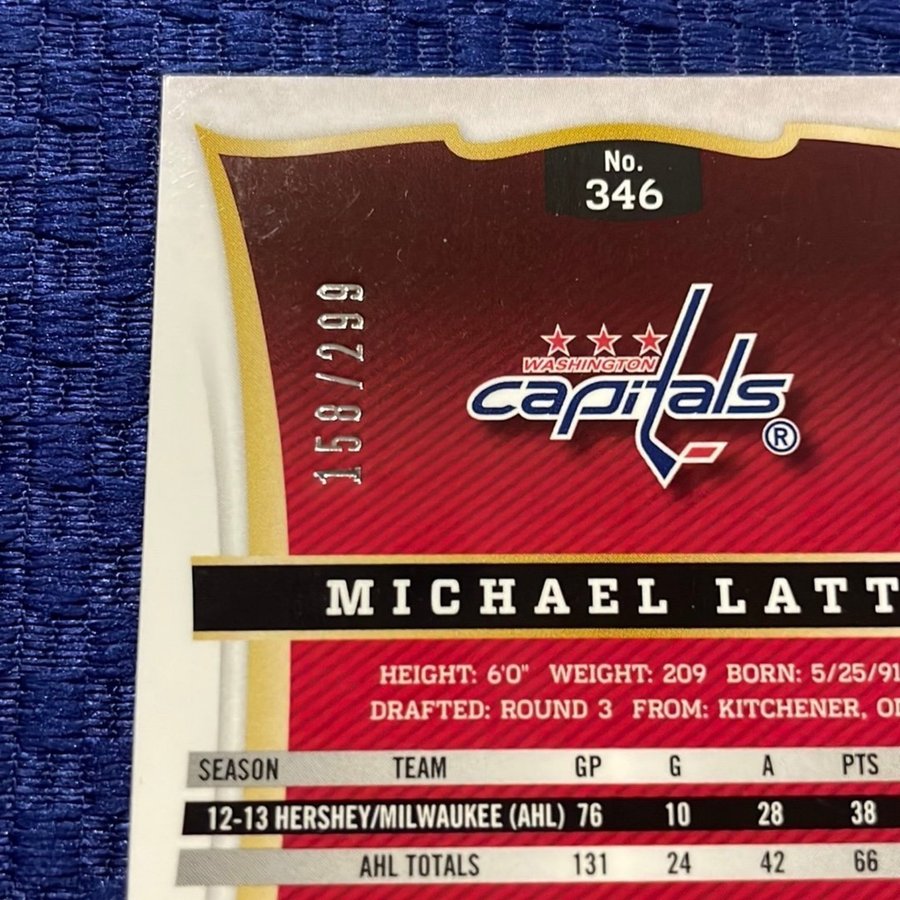 No.
346
158/299
WASHINGTON
capitals
®
MICHAEL LATT
HEIGHT: 6'0" WEIGHT: 209 BORN: 5/25/91
DRAFTED: ROUND 3 FROM: KITCHENER,
SEASON TEAM GP G A PTS
12-13 HERSHEY/MILWAUKEE (AHL) 76 10 28 38
AHL TOTALS 131 24 42 66